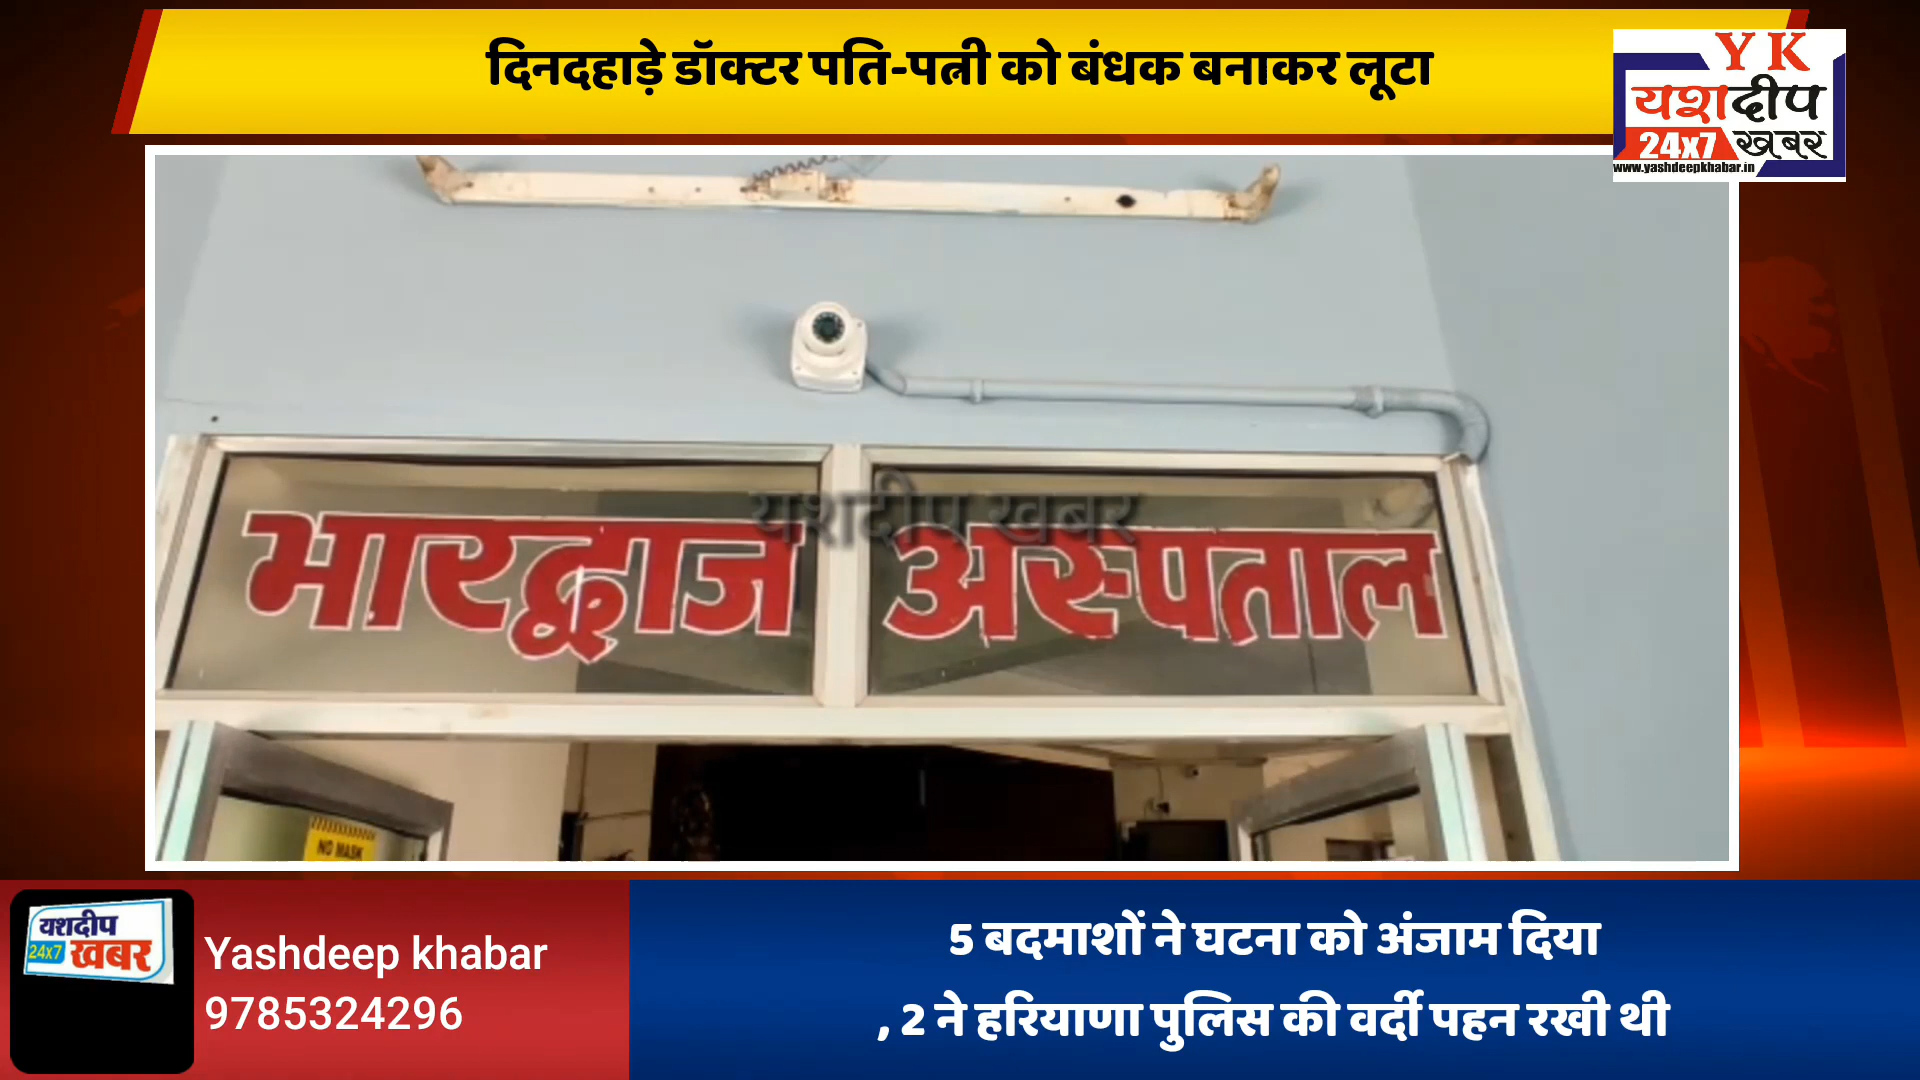 दिनदहाड़े डॉक्टर पति-पत्नी को बंधक बनाकर लूटा
YK
यशदीप
24x7 खबर
www.yashdeepkhabar.in
यशदीप खबर
भारद्वाज अस्पताल
NO MASK
यशदीप
24x7 खबर
Yashdeep khabar
9785324296
5 बदमाशों ने घटना को अंजाम दिया
, 2 ने हरियाणा पुलिस की वर्दी पहन रखी थी